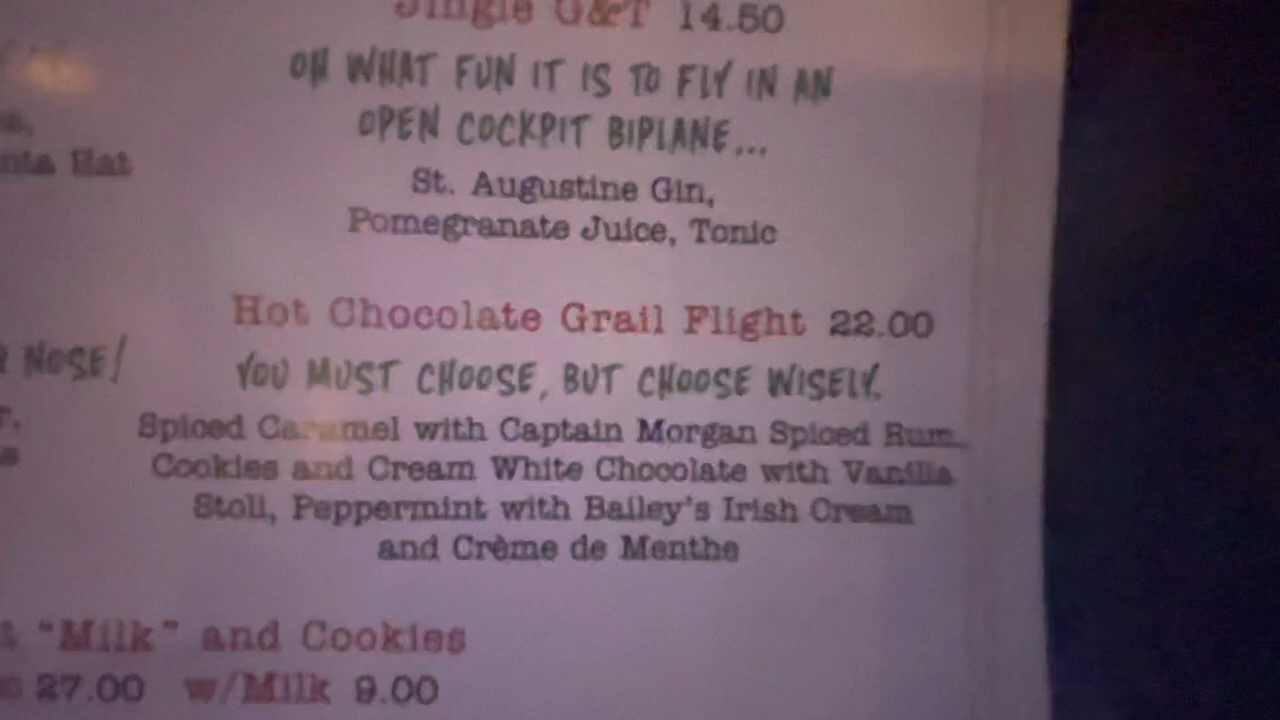 Jingle G&T 14.50
OH WHAT FUN IT IS TO FLY IN AN
OPEN COCKPIT BIPLANE...
Hat
St. Augustine Gin,
Pomegranate Juice, Tonic
Hot Chocolate Grail Flight 22.00
NOSE!
YOU MUST CHOOSE, BUT CHOOSE WISELY.
Spiced Caramel with Captain Morgan Spiced Rum
Cookies and Cream White Chocolate with Vanilla
Stoli, Peppermint with Bailey's Irish Cream
and Crème de Menthe
"Milk" and Cookies
27.00 w/Milk 9.00